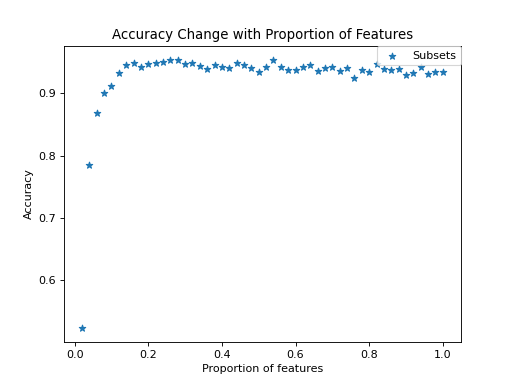 Accuracy Change with Proportion of Features
Subsets
0.9
0.8
0.7
0.6
Accuracy
0.0 0.2 0.4 0.6 0.8 1.0
Proportion of features